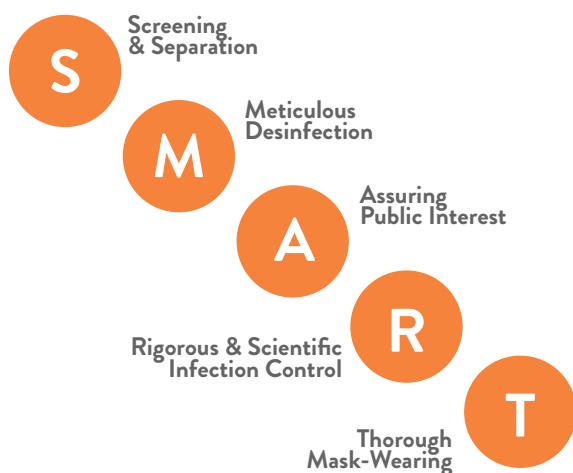 S
Screening
& Separation
M
Meticulous
Desinfection
A
Assuring
Public Interest
R
Rigorous & Scientific
Infection Control
T
Thorough
Mask-Wearing